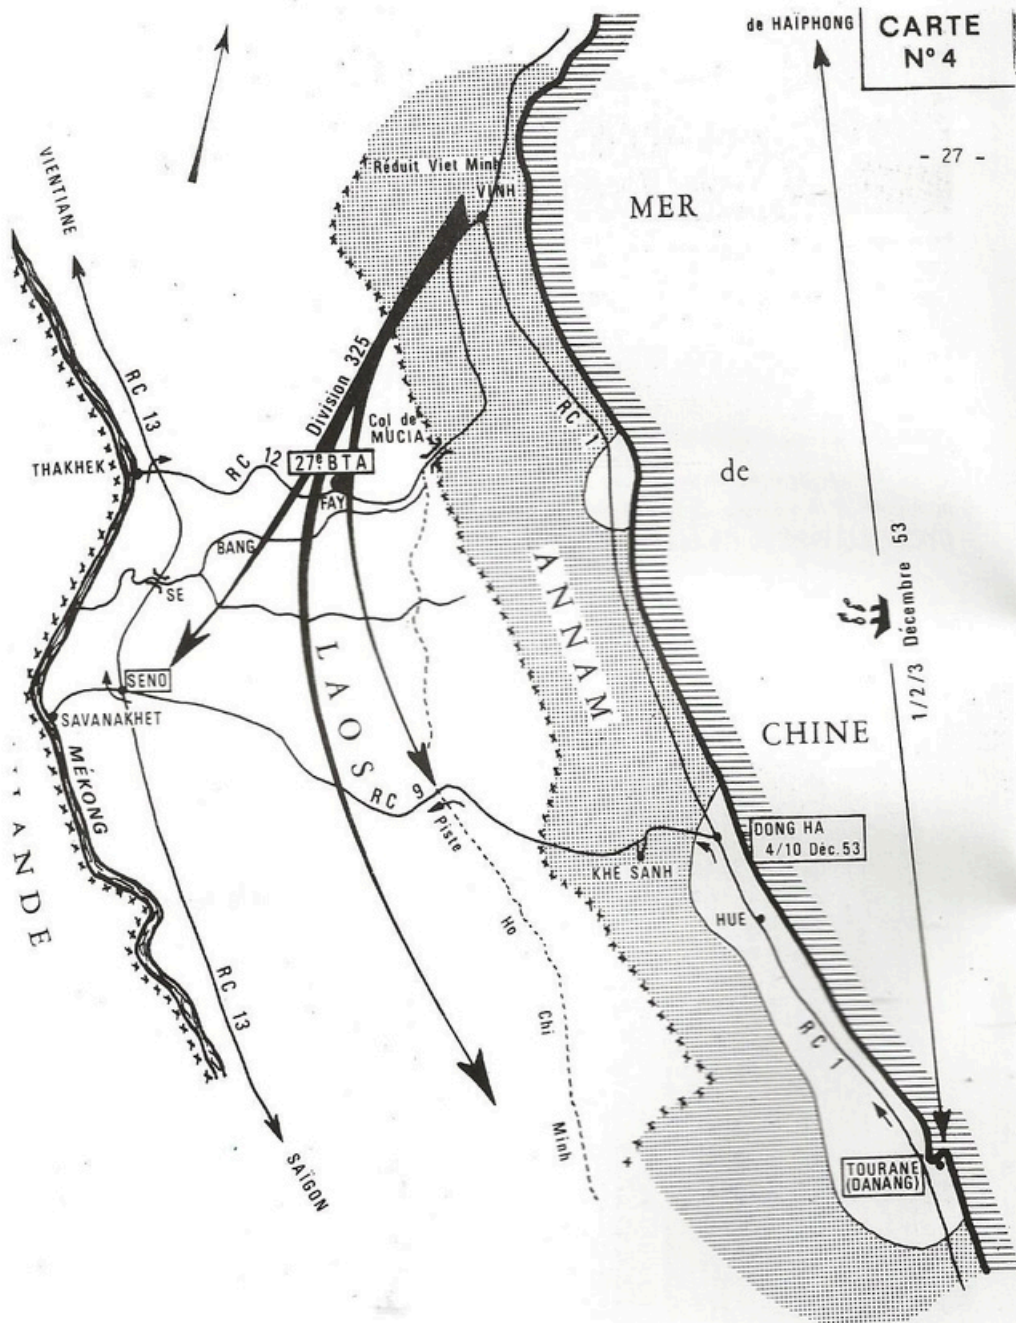 de HAÏPHONG
CARTE
N° 4
- 27 -
VIENTIANE
Réduit Viet Minh
VINH
MER
RC 13
Division 325
Col de
MUCIA
RC 1
THAKHEK
RC 12
27e BTA
FAY
de
BANG
SE
ANNAM
1/2/3 Décembre 53
SENO
LAOS
SAVANAKHET
CHINE
MÉKONG
RC 9
Piste
DONG HA
4/10 Déc. 53
KHE SANH
HUE
Ho
RC 13
Chi
RC 1
Minh
SAÏGON
TOURANE
(DANANG)